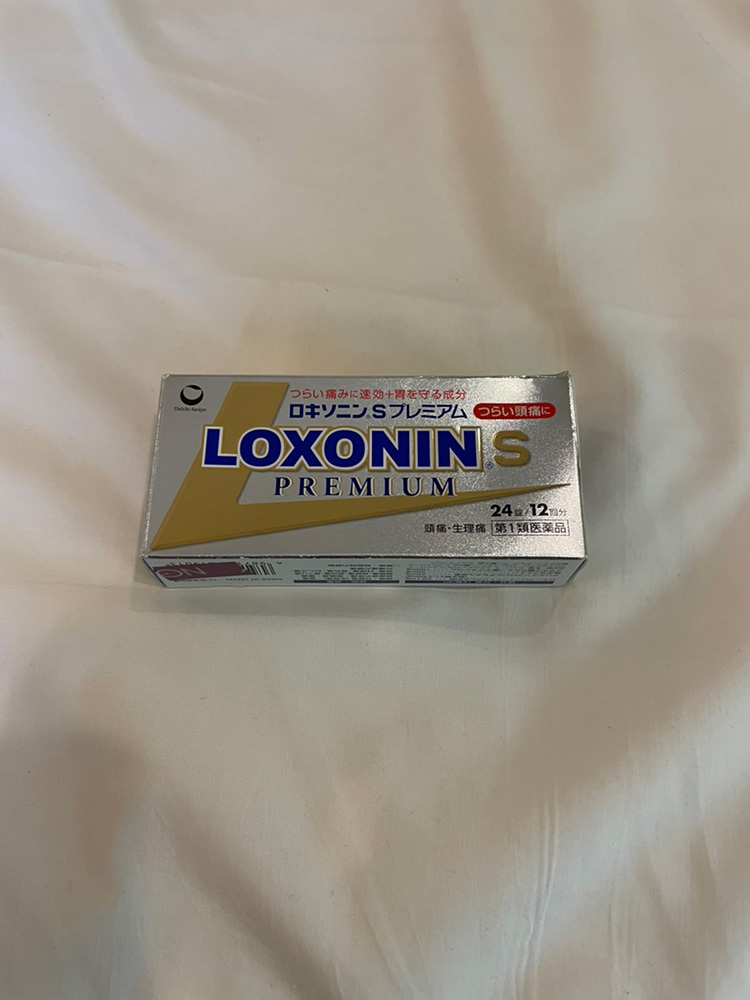 Daiichi-Sankyo
つらい痛みに速効+胃を守る成分
ロキソニン®Sプレミアム
つらい頭痛に
LOXONIN®S
PREMIUM
24錠/12回分
頭痛・生理痛 第1類医薬品